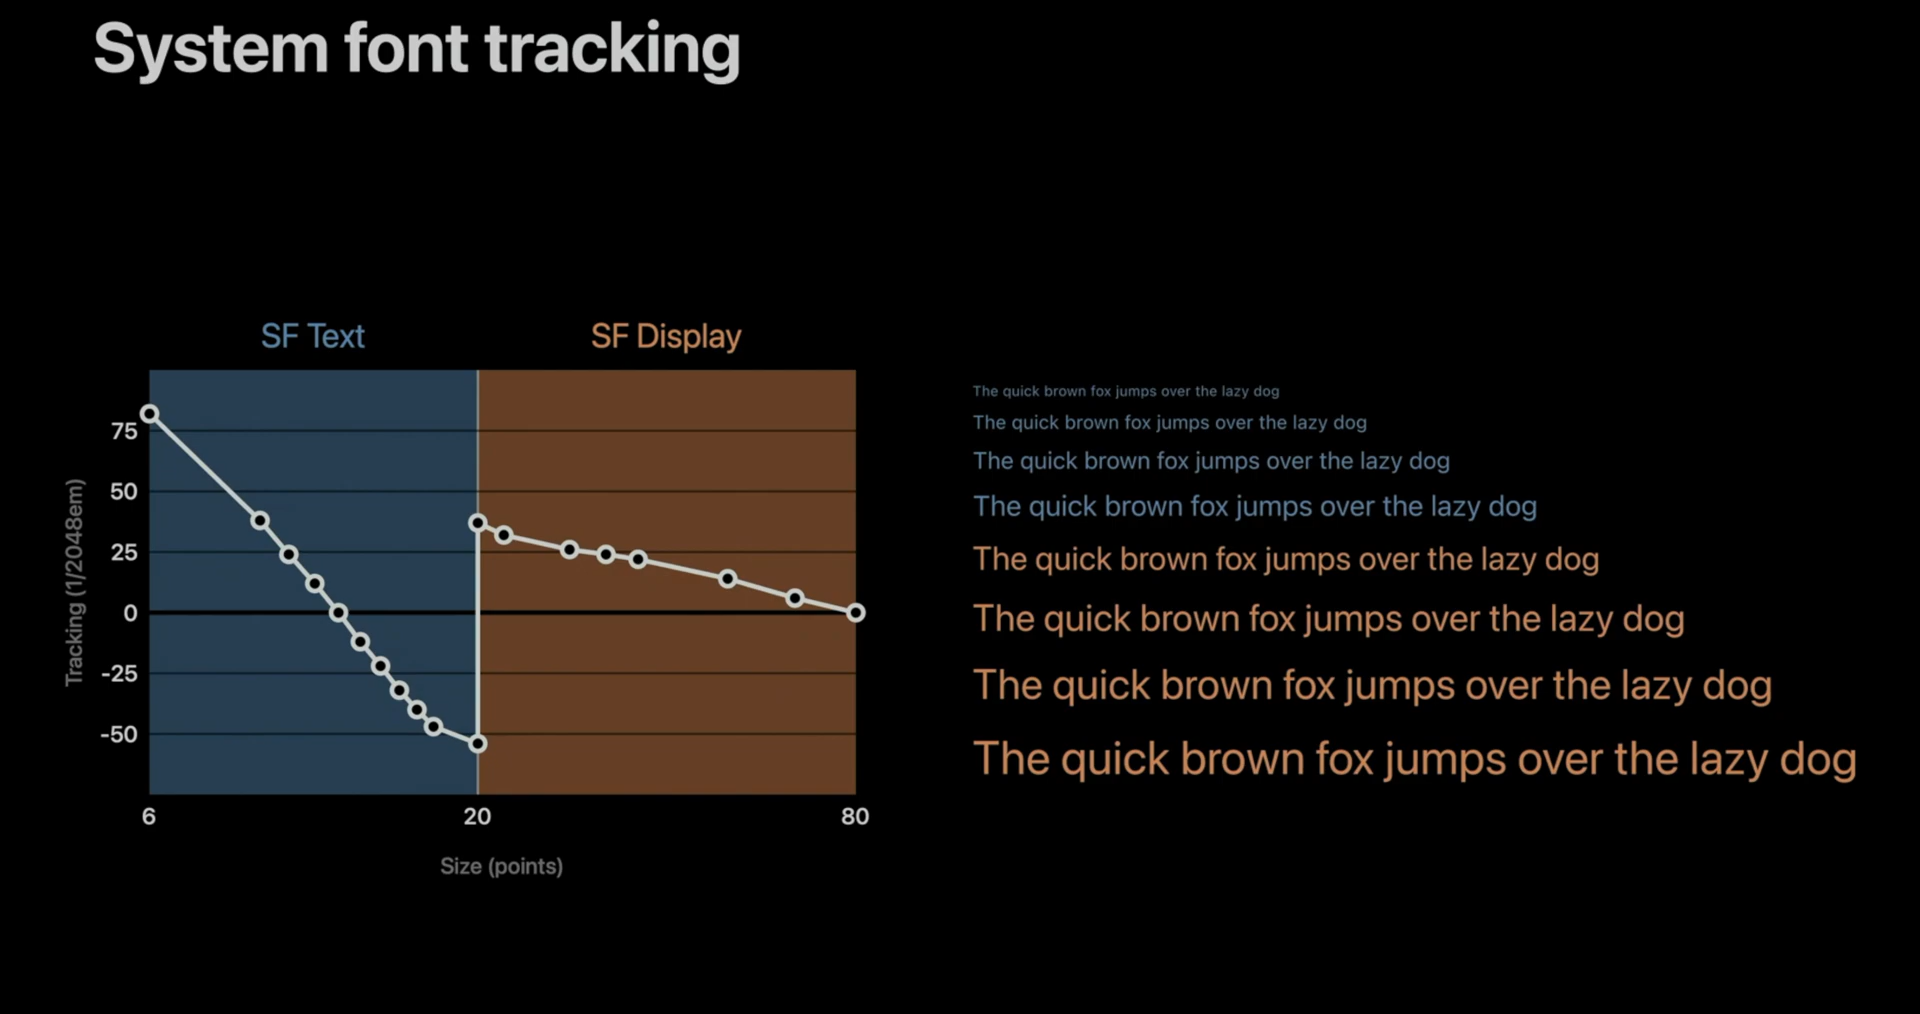 System font tracking
SF Text
SF Display
75
50
25
0
-25
-50
Tracking (1/2048em)
6
20
80
Size (points)
The quick brown fox jumps over the lazy dog
The quick brown fox jumps over the lazy dog
The quick brown fox jumps over the lazy dog
The quick brown fox jumps over the lazy dog
The quick brown fox jumps over the lazy dog
The quick brown fox jumps over the lazy dog
The quick brown fox jumps over the lazy dog
The quick brown fox jumps over the lazy dog